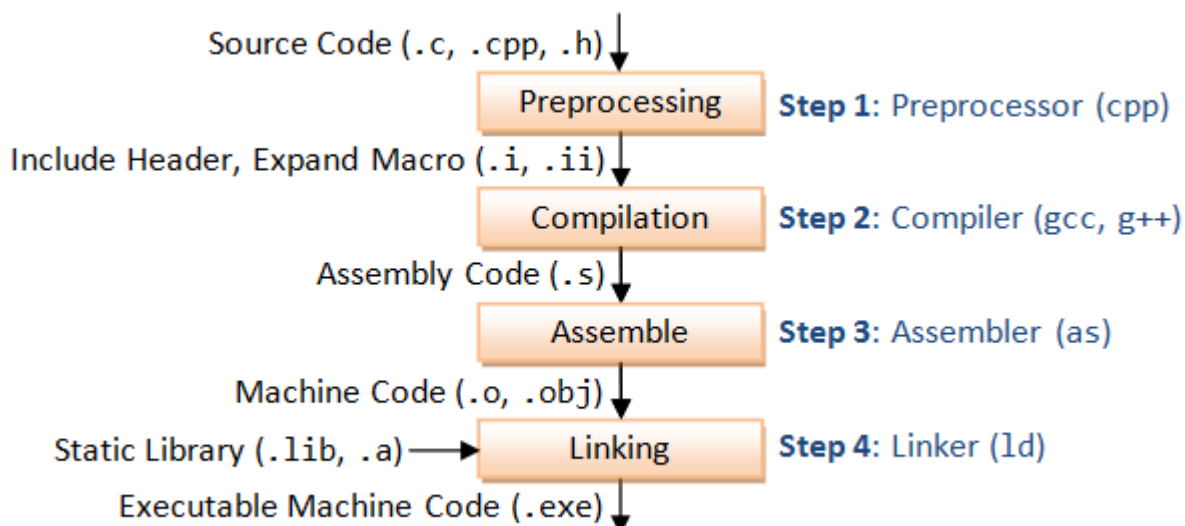 Source Code (.c, .cpp, .h)
Preprocessing
Step 1: Preprocessor (cpp)
Include Header, Expand Macro (.i, .ii)
Compilation
Step 2: Compiler (gcc, g++)
Assembly Code (.s)
Assemble
Step 3: Assembler (as)
Machine Code (.o, .obj)
Static Library (.lib, .a)
Linking
Step 4: Linker (ld)
Executable Machine Code (.exe)